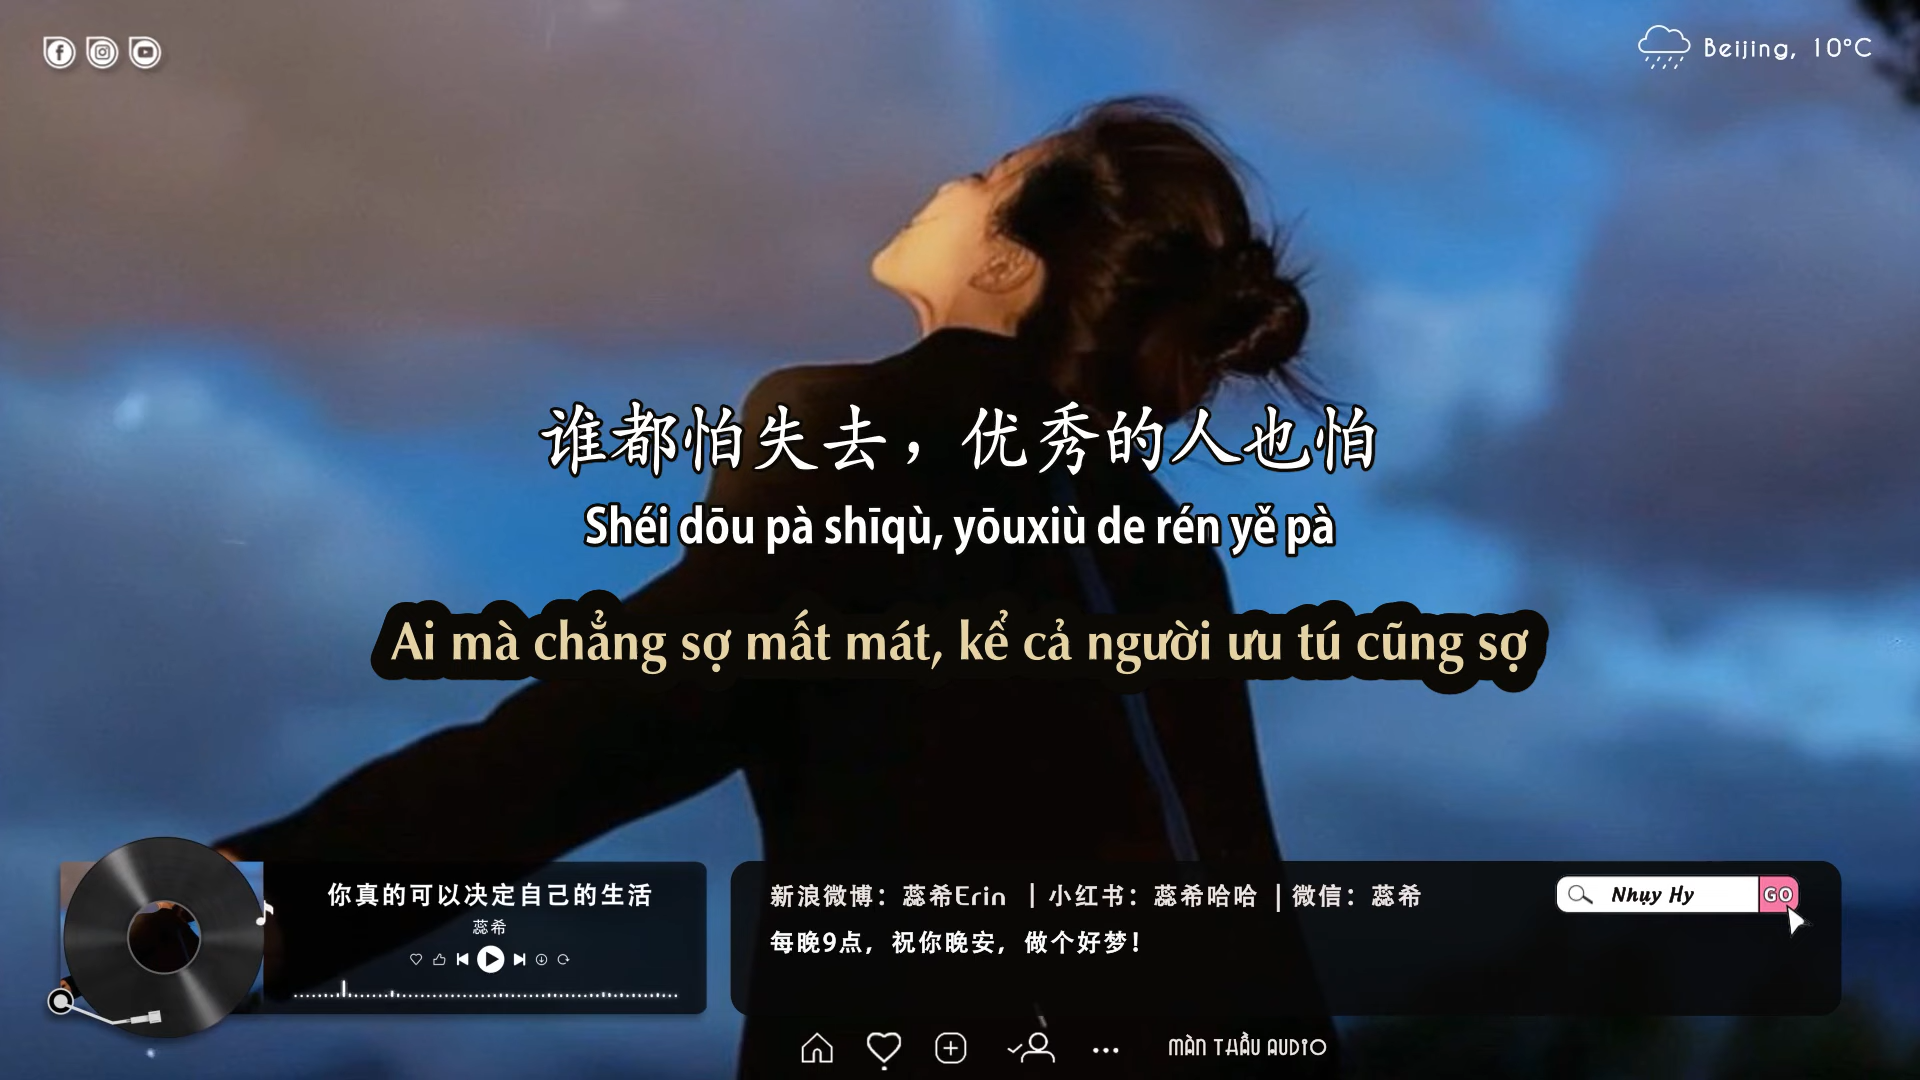 Beijing, 10°C
谁都怕失去，优秀的人也怕
Shéi dōu pà shīqù, yōuxiù de rén yě pà
Ai mà chẳng sợ mất mát, kể cả người ưu tú cũng sợ
你真的可以决定自己的生活
蕊希
新浪微博：蕊希Erin ｜小红书：蕊希哈哈 ｜微信：蕊希
每晚9点，祝你晚安，做个好梦！
Nhụy Hy
GO
MÀN THẦU AUDIO